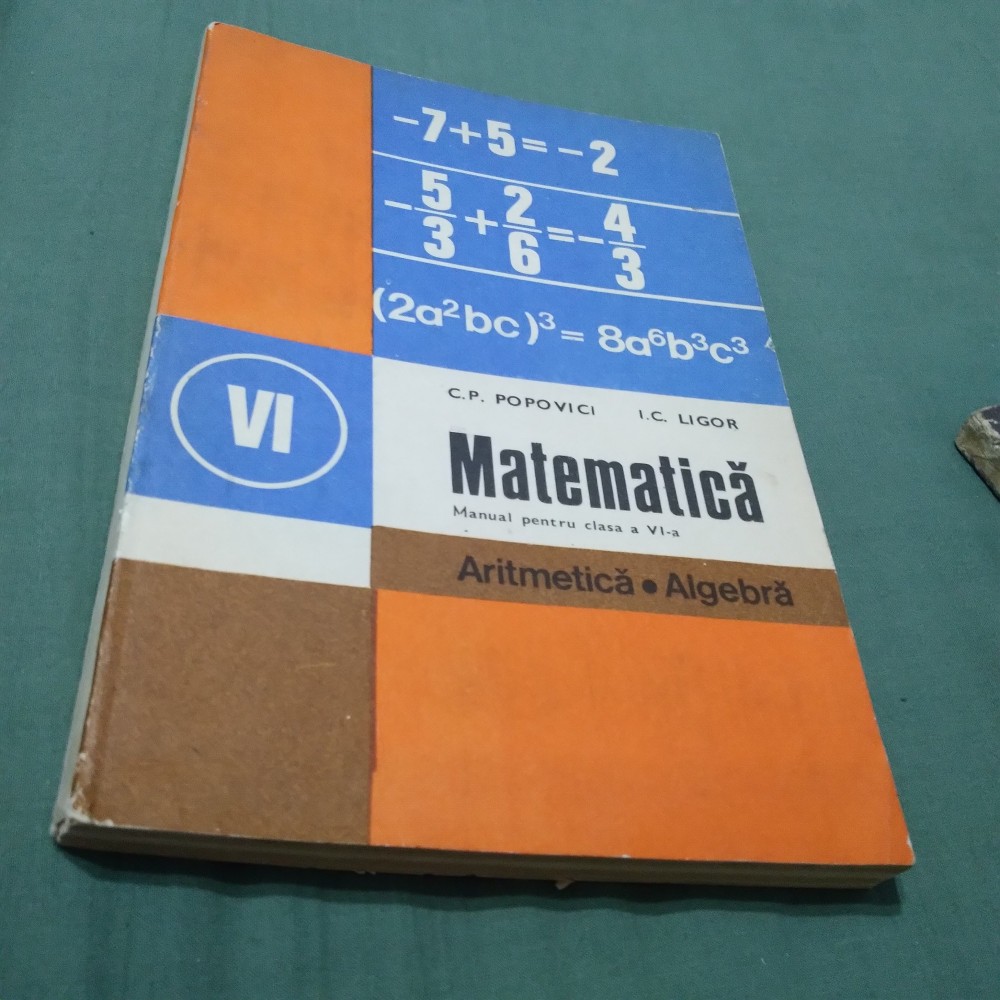 −7+5=−2
−5/3+2/6=−4/3
(2a²bc)³ = 8a⁶b³c³
VI
C.P. POPOVICI I.C. LIGOR
Matematică
Manual pentru clasa a VI-a
Aritmetică • Algebră